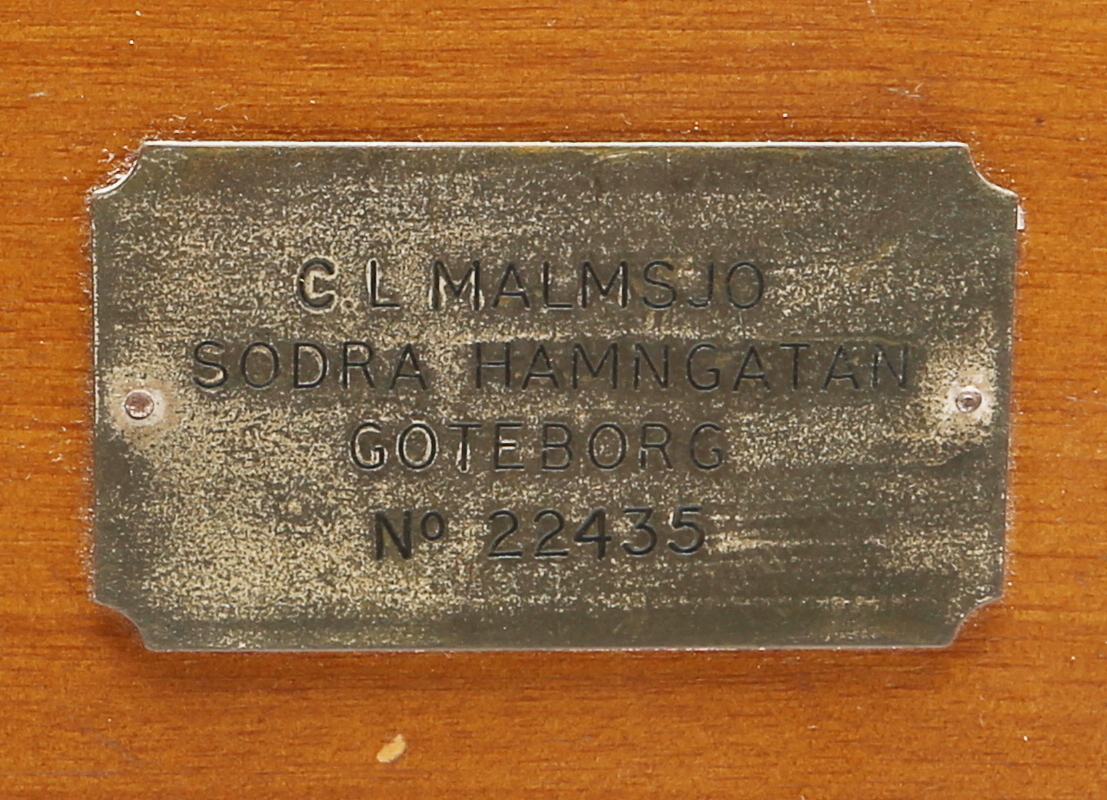 C.L MALMSJO
SODRA HAMNGATAN
GOTEBORG
Nº 22435